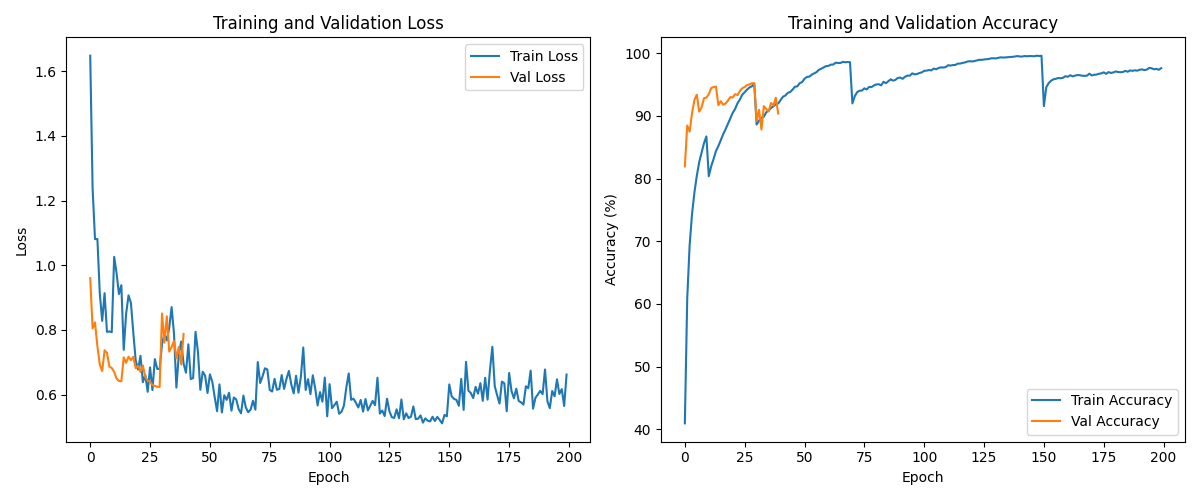 Training and Validation Loss
Train Loss
Val Loss
Loss
1.6
1.4
1.2
1.0
0.8
0.6
0 25 50 75 100 125 150 175 200
Epoch
Training and Validation Accuracy
Accuracy (%)
100
90
80
70
60
50
40
Train Accuracy
Val Accuracy
0 25 50 75 100 125 150 175 200
Epoch